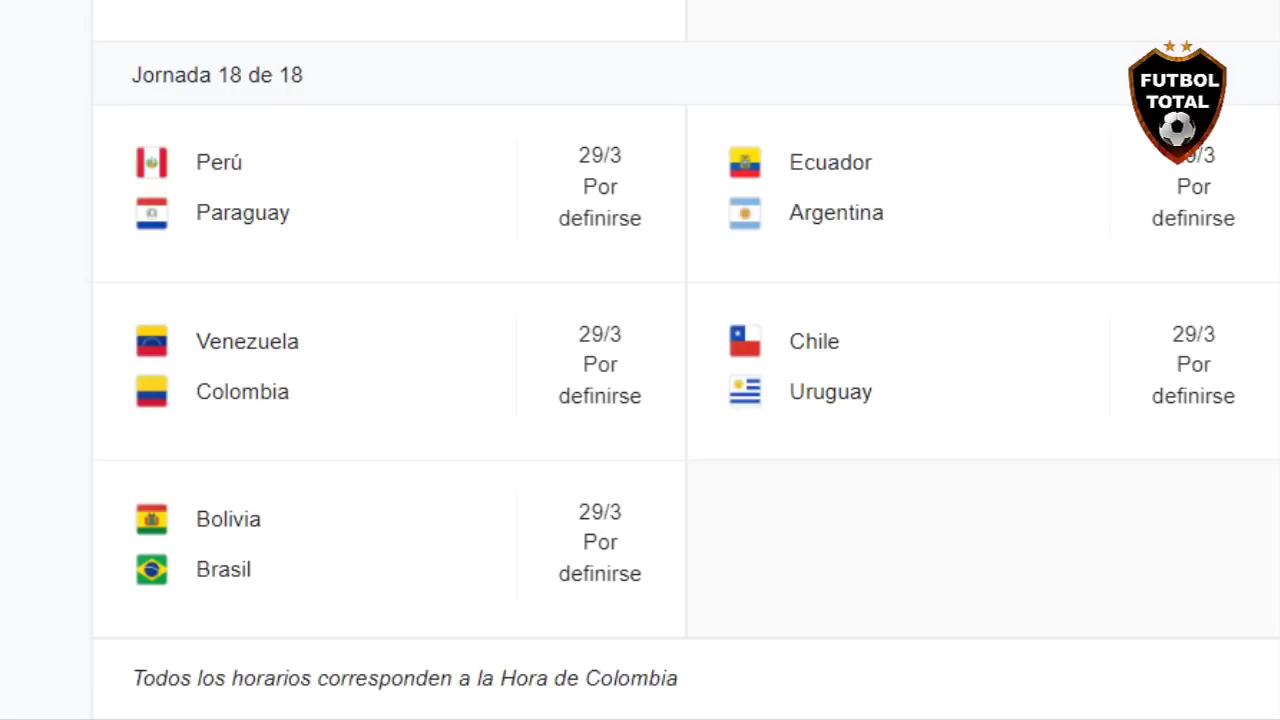 Jornada 18 de 18
FUTBOL
TOTAL
Perú
Paraguay
29/3
Por
definirse
Ecuador
Argentina
Por
definirse
Venezuela
Colombia
29/3
Por
definirse
Chile
Uruguay
29/3
Por
definirse
Bolivia
Brasil
29/3
Por
definirse
Todos los horarios corresponden a la Hora de Colombia